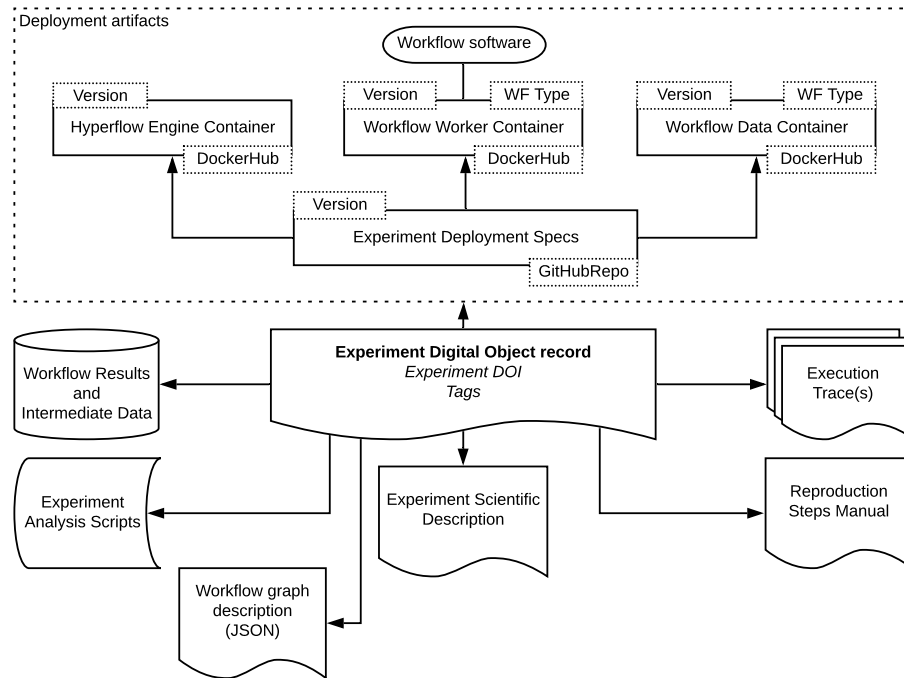 Deployment artifacts
Workflow software
Version
Hyperflow Engine Container
DockerHub
Version
WF Type
Workflow Worker Container
DockerHub
Version
WF Type
Workflow Data Container
DockerHub
Version
Experiment Deployment Specs
GitHubRepo
Experiment Digital Object record
Experiment DOI
Tags
Workflow Results
and
Intermediate Data
Execution
Trace(s)
Experiment
Analysis Scripts
Experiment Scientific
Description
Reproduction
Steps Manual
Workflow graph
description
(JSON)